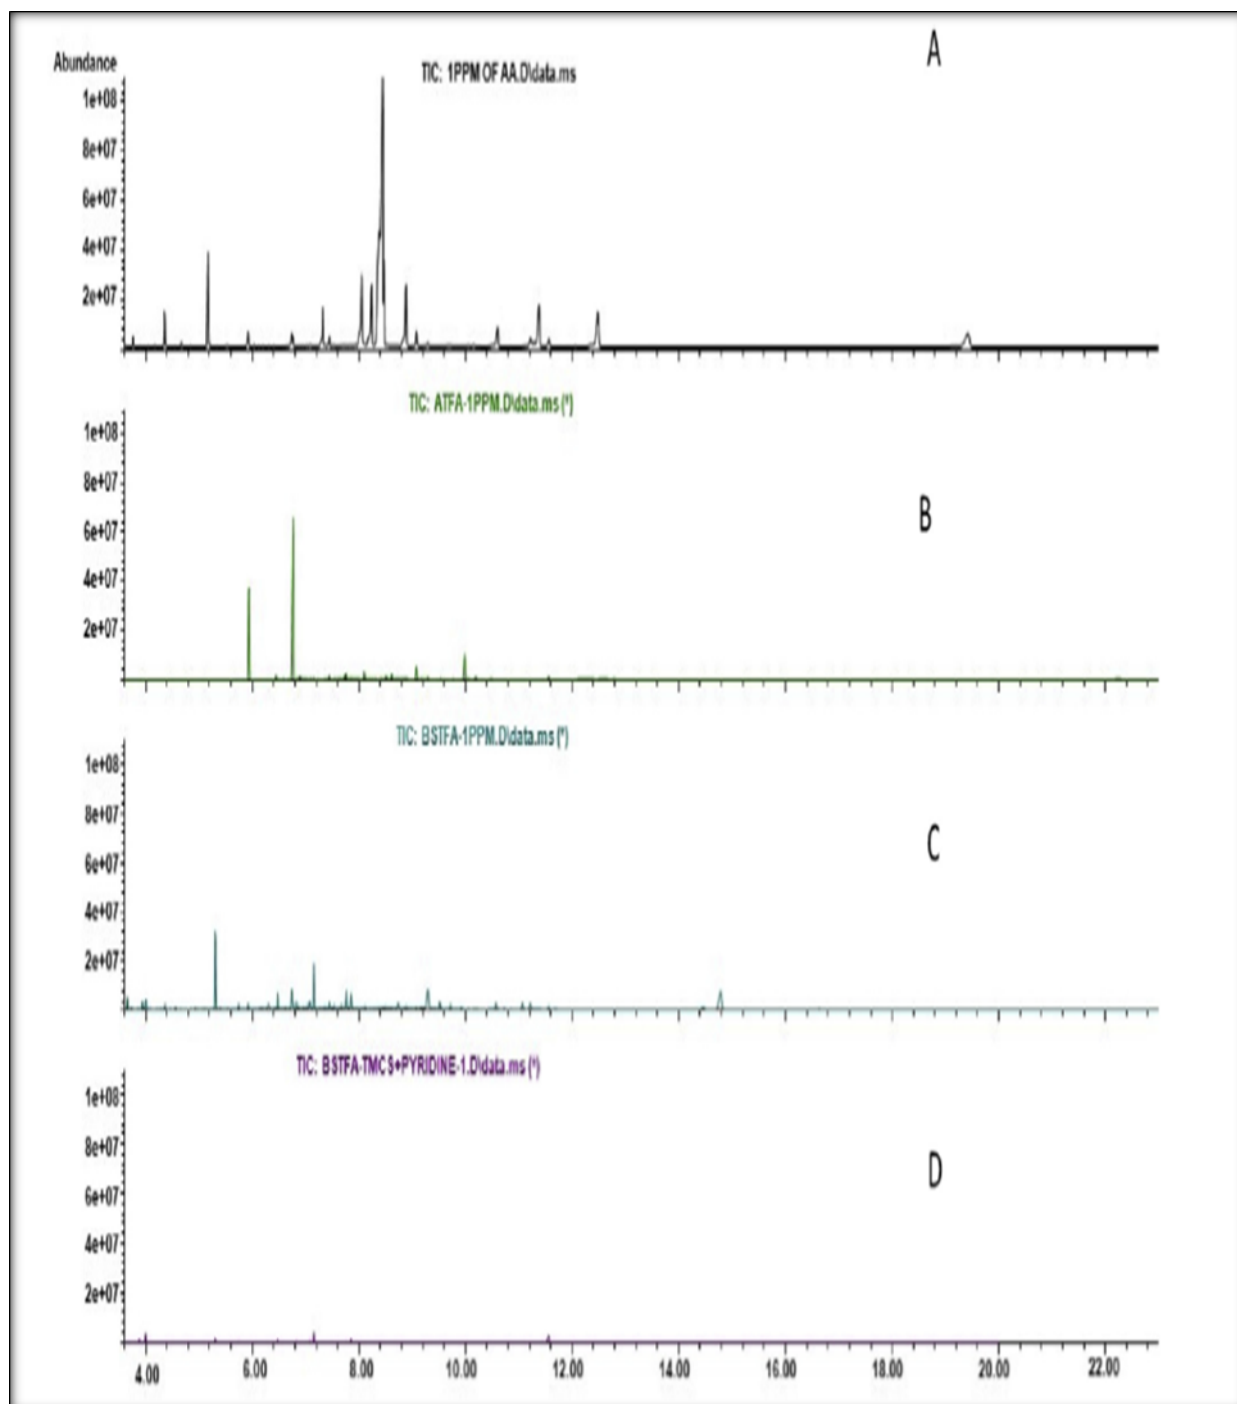 A
Abundance
TIC: 1PPM OF AA.D\data.ms
1e+08
8e+07
6e+07
4e+07
2e+07
TIC: ATFA-1PPM.D\data.ms (*)
1e+08
8e+07
B
6e+07
4e+07
2e+07
TIC: BSTFA-1PPM.D\data.ms (*)
1e+08
8e+07
C
6e+07
4e+07
2e+07
TIC: BSTFA-TMCS+PYRIDINE-1.D\data.ms (*)
1e+08
8e+07
D
6e+07
4e+07
2e+07
4.00 6.00 8.00 10.00 12.00 14.00 16.00 18.00 20.00 22.00